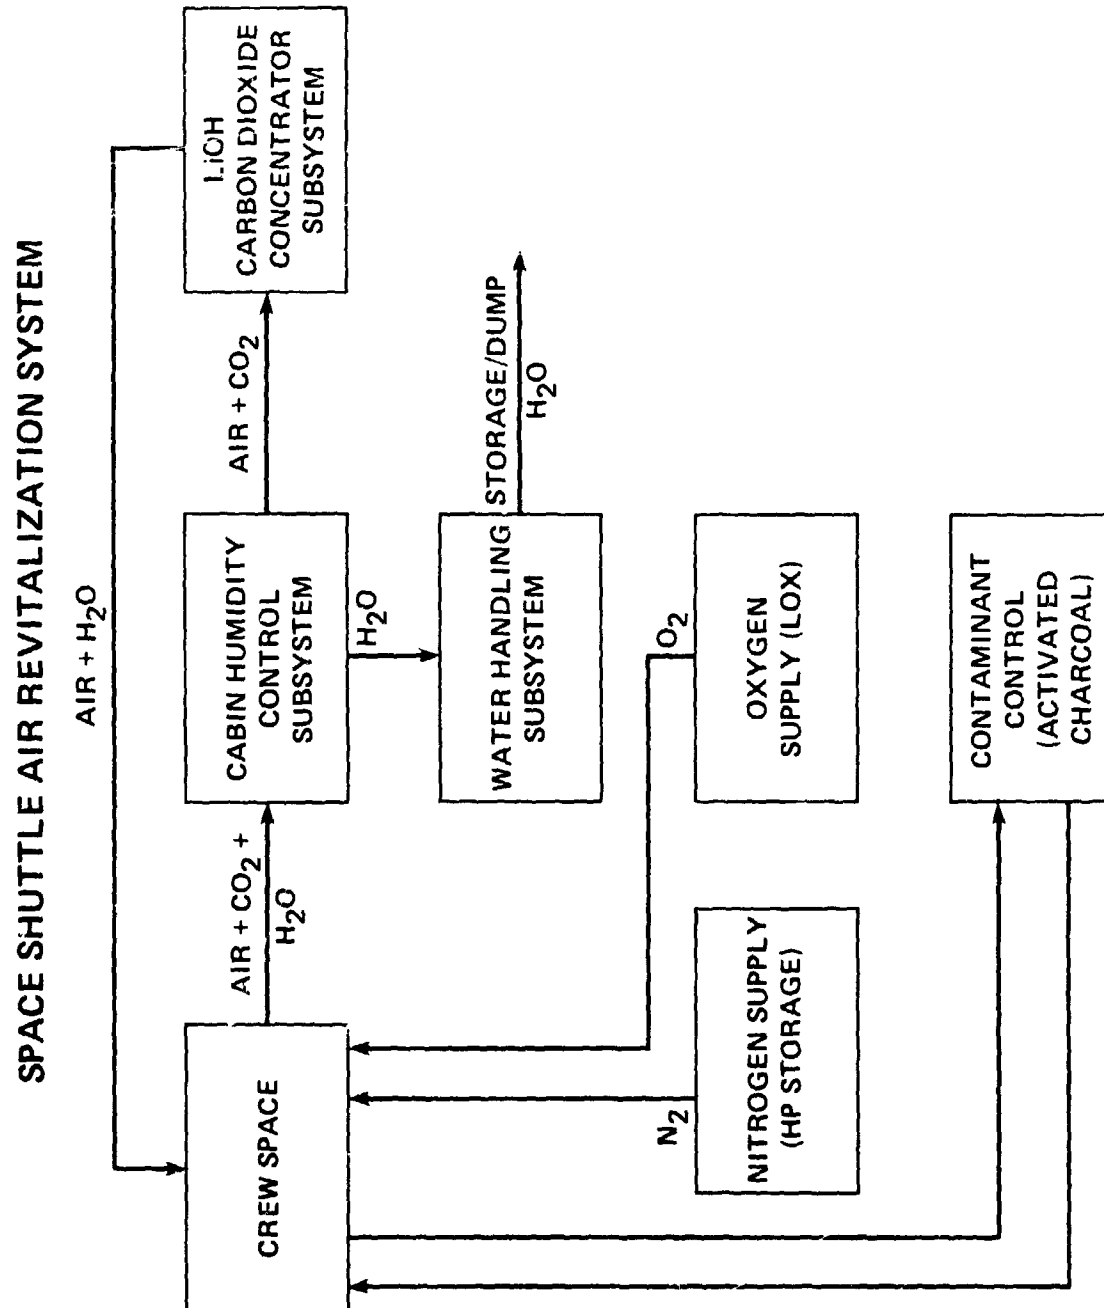 SPACE SHUTTLE AIR REVITALIZATION SYSTEM
AIR + H2O
CREW SPACE
AIR + CO2 +
H2O
CABIN HUMIDITY
CONTROL
SUBSYSTEM
AIR + CO2
LiOH
CARBON DIOXIDE
CONCENTRATOR
SUBSYSTEM
H2O
WATER HANDLING
SUBSYSTEM
STORAGE/DUMP
H2O
N2
NITROGEN SUPPLY
(HP STORAGE)
O2
OXYGEN
SUPPLY (LOX)
CONTAMINANT
CONTROL
(ACTIVATED
CHARCOAL)